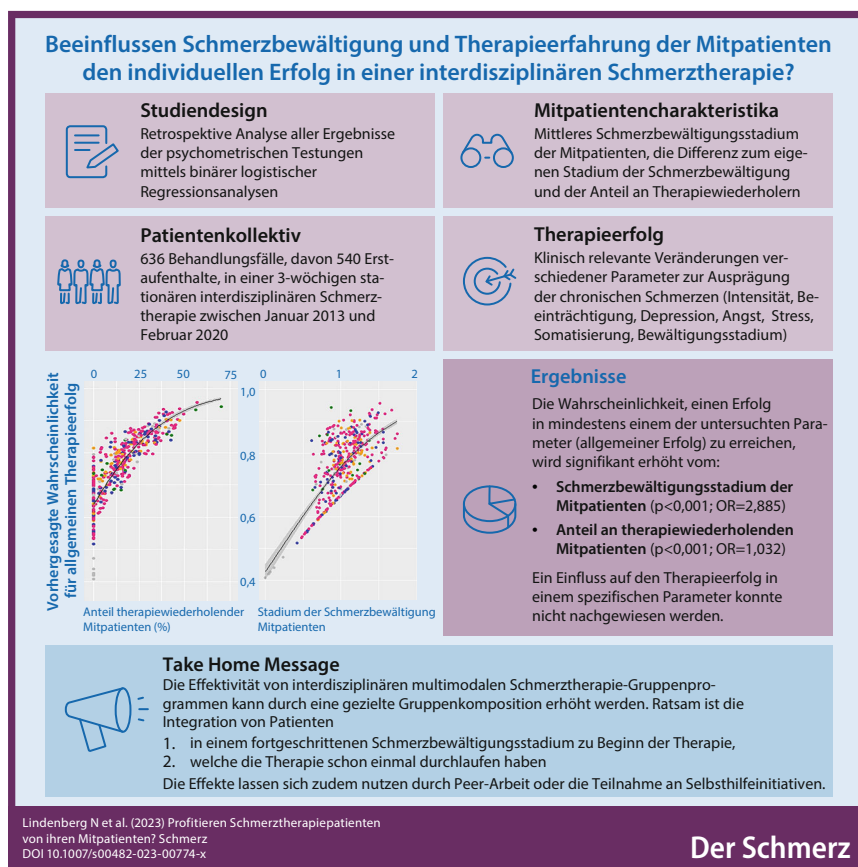 Beeinflussen Schmerzbewältigung und Therapieerfahrung der Mitpatienten
den individuellen Erfolg in einer interdisziplinären Schmerztherapie?
Studiendesign
Retrospektive Analyse aller Ergebnisse
der psychometrischen Testungen
mittels binärer logistischer
Regressionsanalysen
Mitpatientencharakteristika
Mittleres Schmerzbewältigungsstadium
der Mitpatienten, die Differenz zum eige-
nen Stadium der Schmerzbewältigung
und der Anteil an Therapiewiederholern
Patientenkollektiv
636 Behandlungsfälle, davon 540 Erst-
aufenthalte, in einer 3-wöchigen sta-
tionären interdisziplinären Schmerz-
therapie zwischen Januar 2013 und
Februar 2020
Therapieerfolg
Klinisch relevante Veränderungen ver-
schiedener Parameter zur Ausprägung
der chronischen Schmerzen (Intensität, Be-
einträchtigung, Depression, Angst, Stress,
Somatisierung, Bewältigungsstadium)
Vorhergesagte Wahrscheinlichkeit
für allgemeinen Therapieerfolg
0 25 50 75
0 1 2
1,0
0,8
0,6
0,4
Anteil therapiewiederholender
Mitpatienten (%)
Stadium der Schmerzbewältigung
Mitpatienten
Ergebnisse
Die Wahrscheinlichkeit, einen Erfolg
in mindestens einem der untersuchten Para-
meter (allgemeiner Erfolg) zu erreichen,
wird signifikant erhöht vom:
• Schmerzbewältigungsstadium der
Mitpatienten (p<0,001; OR=2,885)
• Anteil an therapiewiederholenden
Mitpatienten (p<0,001; OR=1,032)
Ein Einfluss auf den Therapieerfolg in
einem spezifischen Parameter konnte
nicht nachgewiesen werden.
Take Home Message
Die Effektivität von interdisziplinären multimodalen Schmerztherapie-Gruppenpro-
grammen kann durch eine gezielte Gruppenkomposition erhöht werden. Ratsam ist die
Integration von Patienten
1. in einem fortgeschrittenen Schmerzbewältigungsstadium zu Beginn der Therapie,
2. welche die Therapie schon einmal durchlaufen haben
Die Effekte lassen sich zudem nutzen durch Peer-Arbeit oder die Teilnahme an Selbsthilfeinitiativen.
Lindenberg N et al. (2023) Profitieren Schmerztherapiepatienten
von ihren Mitpatienten? Schmerz
DOI 10.1007/s00482-023-00774-x
Der Schmerz